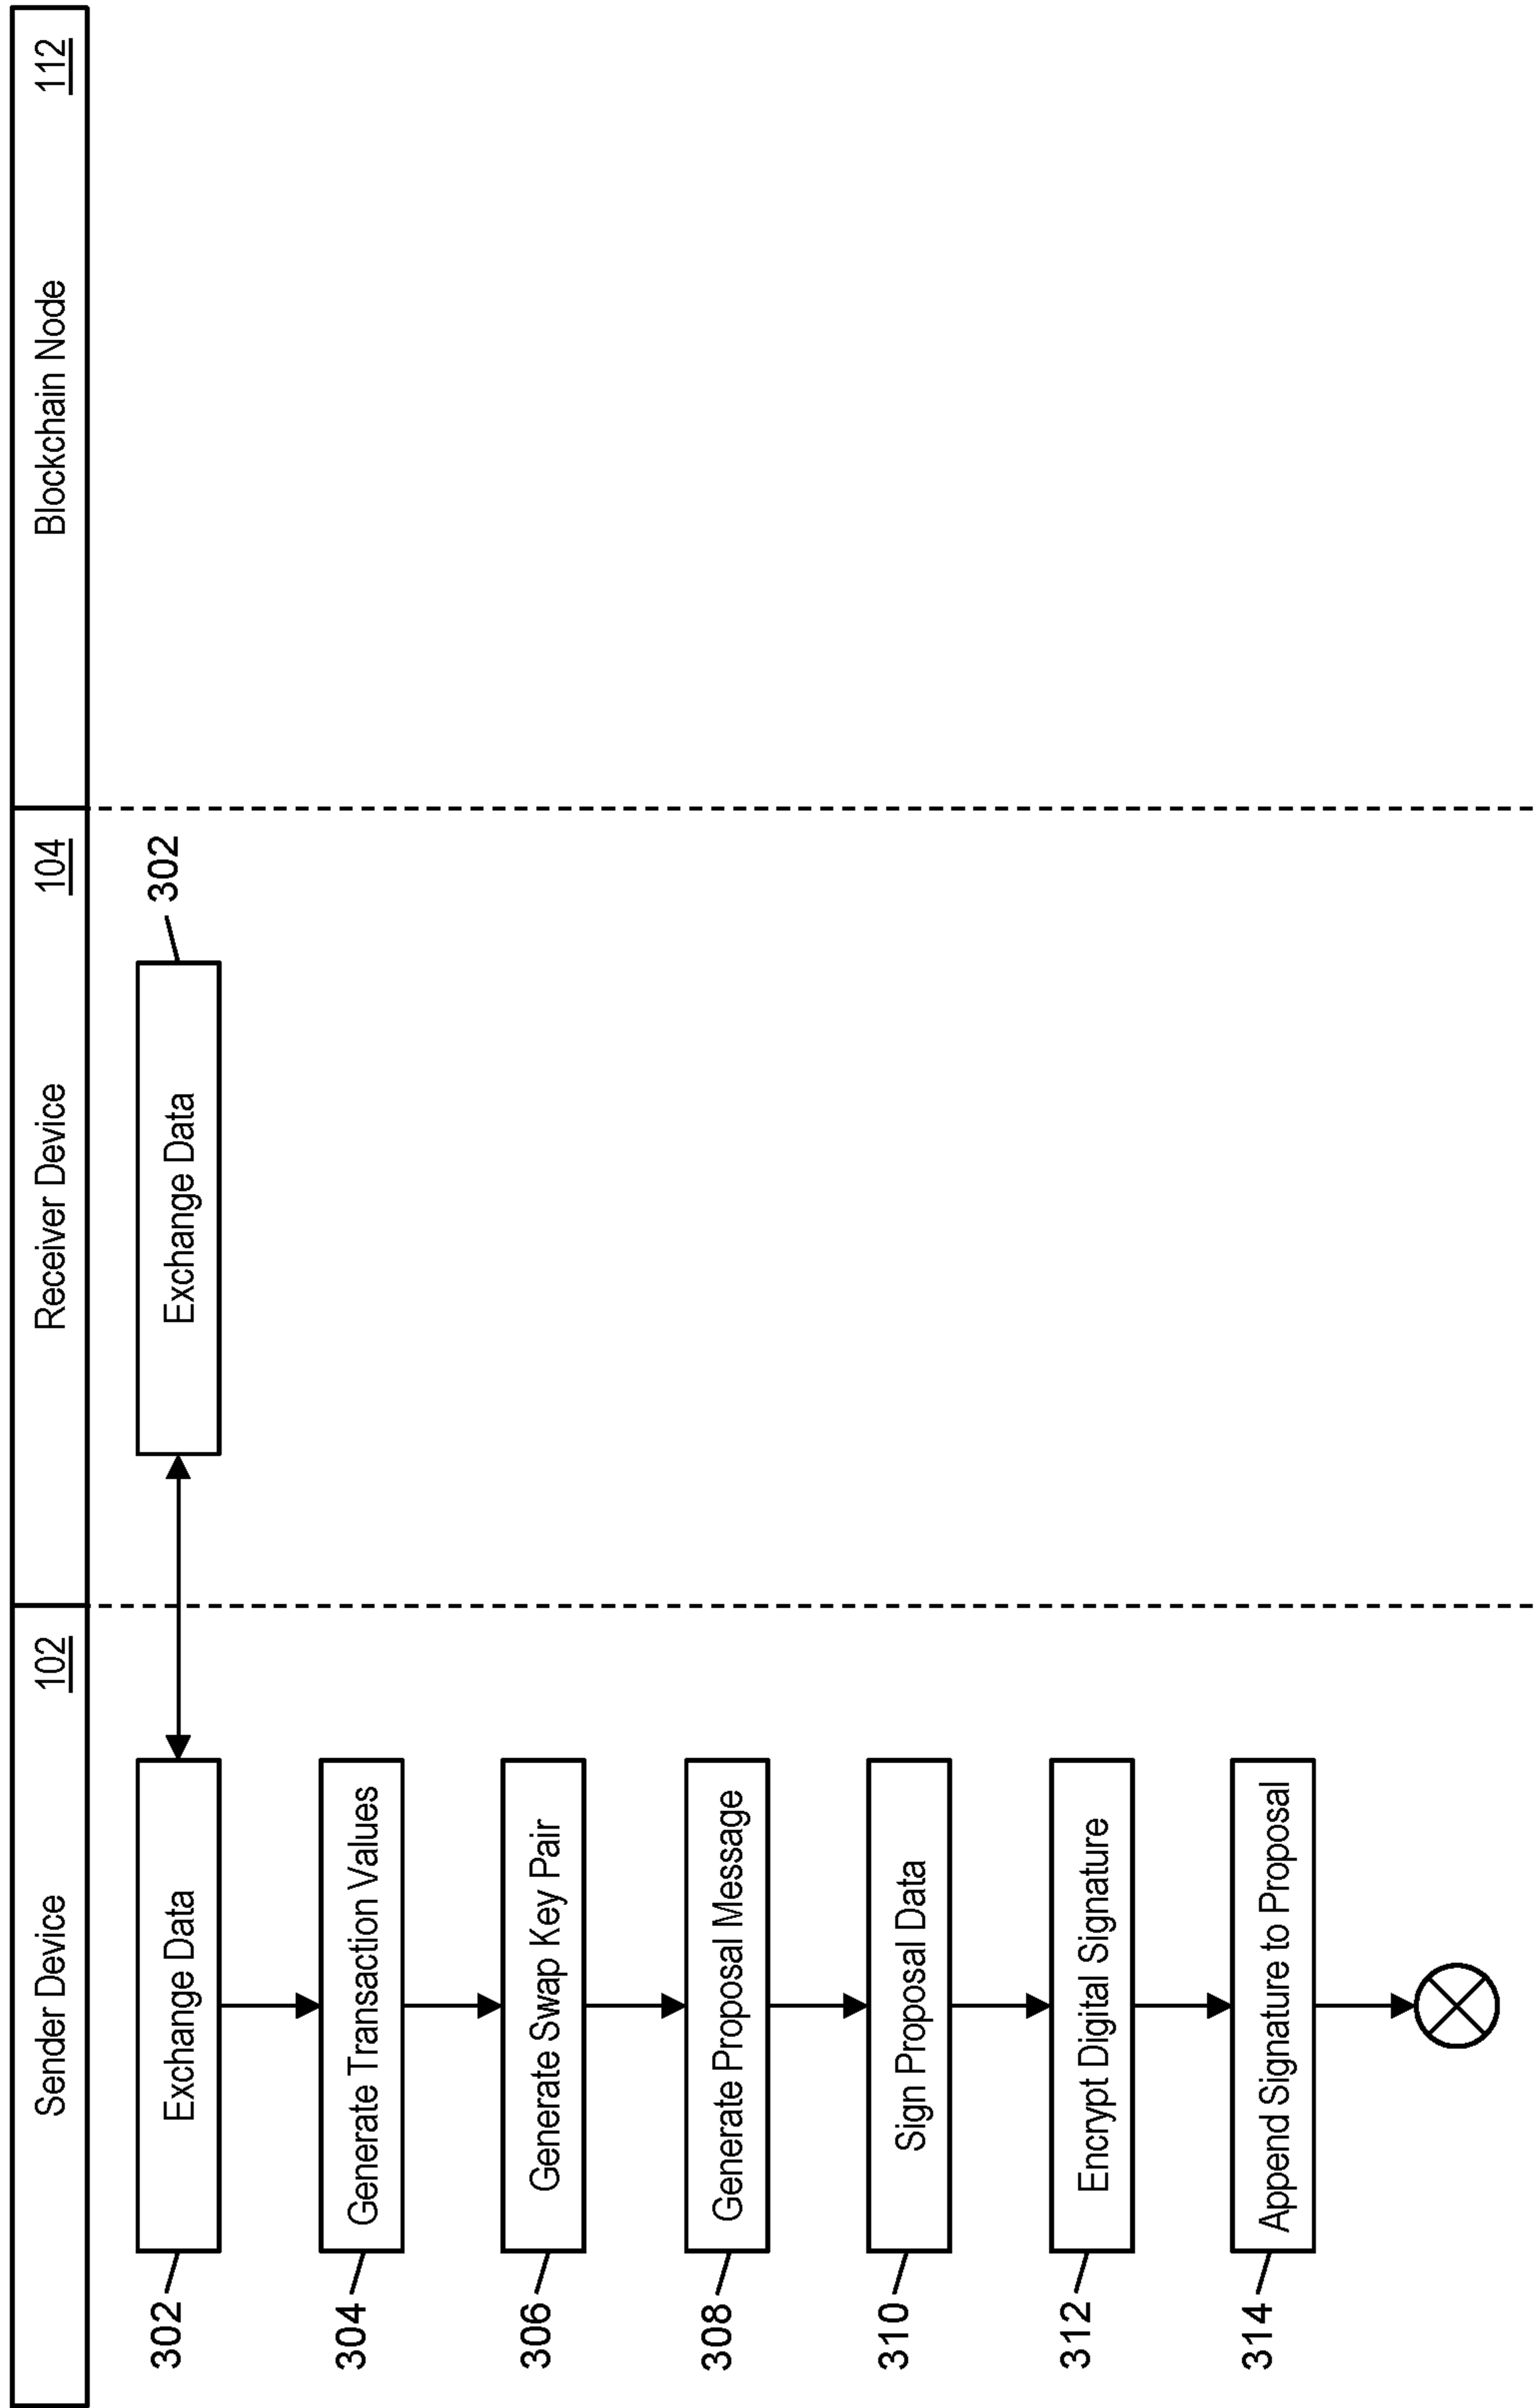 Sender Device 102
Receiver Device 104
Blockchain Node 112
302 Exchange Data
Exchange Data 302
304 Generate Transaction Values
306 Generate Swap Key Pair
308 Generate Proposal Message
310 Sign Proposal Data
312 Encrypt Digital Signature
314 Append Signature to Proposal